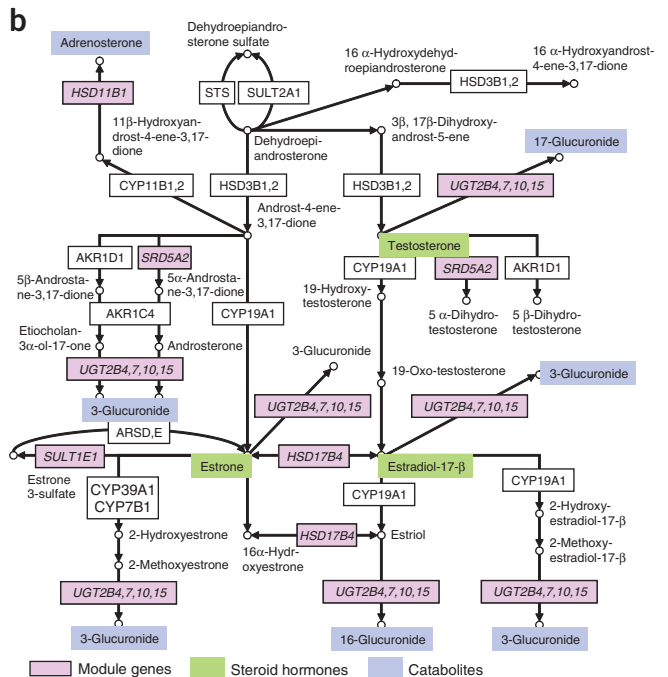 b
Adrenosterone
Dehydroepiandro-
sterone sulfate
16 α-Hydroxydehyd
roepiandrosterone
16 α-Hydroxyandrost-
4-ene-3,17-dione
HSD3B1,2
HSD11B1
STS
SULT2A1
11β-Hydroxyan-
drost-4-ene-3,17-
dione
Dehydroepi-
androsterone
3β, 17β-Dihydroxy-
androst-5-ene
17-Glucuronide
CYP11B1,2
HSD3B1,2
HSD3B1,2
UGT2B4,7,10,15
Androst-4-ene-
3,17-dione
Testosterone
AKR1D1
SRD5A2
CYP19A1
SRD5A2
AKR1D1
5β-Androsta-
ne-3,17-dione
5α-Androsta-
ne-3,17-dione
19-Hydroxy-
testosterone
5 α-Dihydro-
testosterone
5 β-Dihydro-
testosterone
AKR1C4
CYP19A1
Etiocholan-
3α-ol-17-one
Androsterone
3-Glucuronide
19-Oxo-testosterone
3-Glucuronide
UGT2B4,7,10,15
UGT2B4,7,10,15
UGT2B4,7,10,15
3-Glucuronide
ARSD,E
SULT1E1
Estrone
HSD17B4
Estradiol-17-β
Estrone
3-sulfate
CYP39A1
CYP7B1
CYP19A1
CYP19A1
2-Hydroxyestrone
HSD17B4
Estriol
2-Hydroxy-
estradiol-17-β
16α-Hydr-
oxyestrone
2-Methoxyestrone
2-Methoxy-
estradiol-17-β
UGT2B4,7,10,15
UGT2B4,7,10,15
UGT2B4,7,10,15
3-Glucuronide
16-Glucuronide
3-Glucuronide
Module genes
Steroid hormones
Catabolites